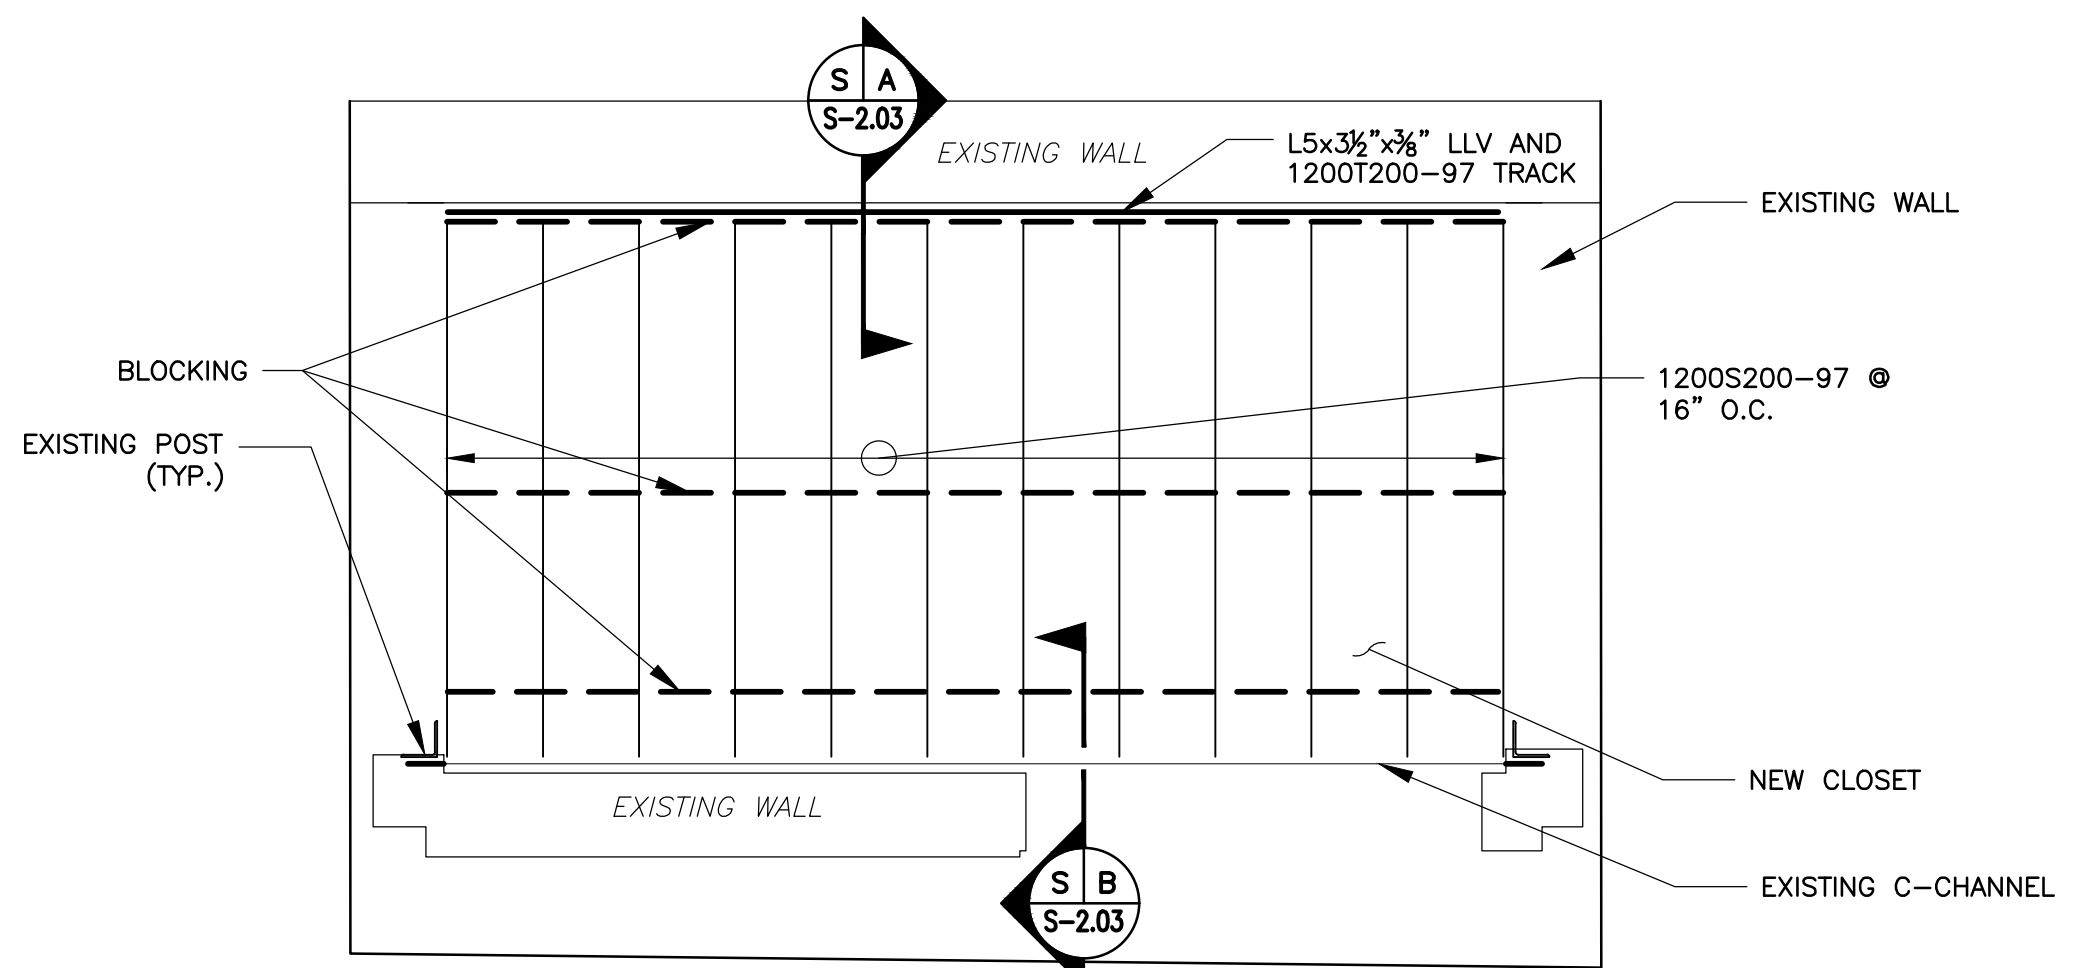 S A
S-2.03
EXISTING WALL
L5x3½"x⅜" LLV AND
1200T200-97 TRACK
EXISTING WALL
BLOCKING
1200S200-97 @
16" O.C.
EXISTING POST
(TYP.)
NEW CLOSET
EXISTING WALL
S B
S-2.03
EXISTING C-CHANNEL